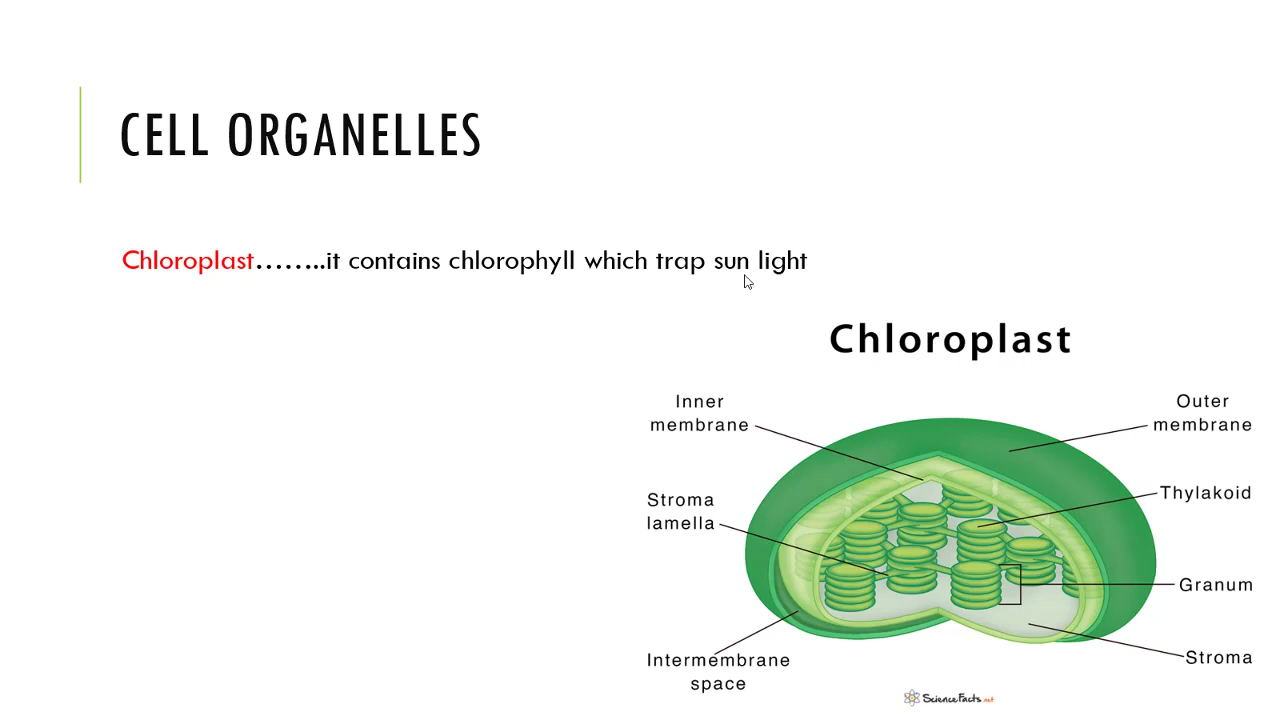 CELL ORGANELLES
Chloroplast……..it contains chlorophyll which trap sun light
Chloroplast
Inner
membrane
Outer
membrane
Stroma
lamella
Thylakoid
Granum
Intermembrane
space
Stroma
ScienceFacts.net